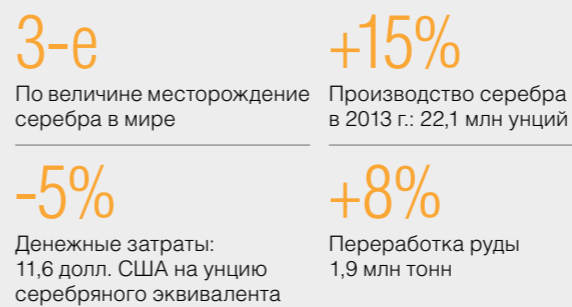 3-е
По величине месторождение
серебра в мире
+15%
Производство серебра
в 2013 г.: 22,1 млн унций
-5%
Денежные затраты:
11,6 долл. США на унцию
серебряного эквивалента
+8%
Переработка руды
1,9 млн тонн